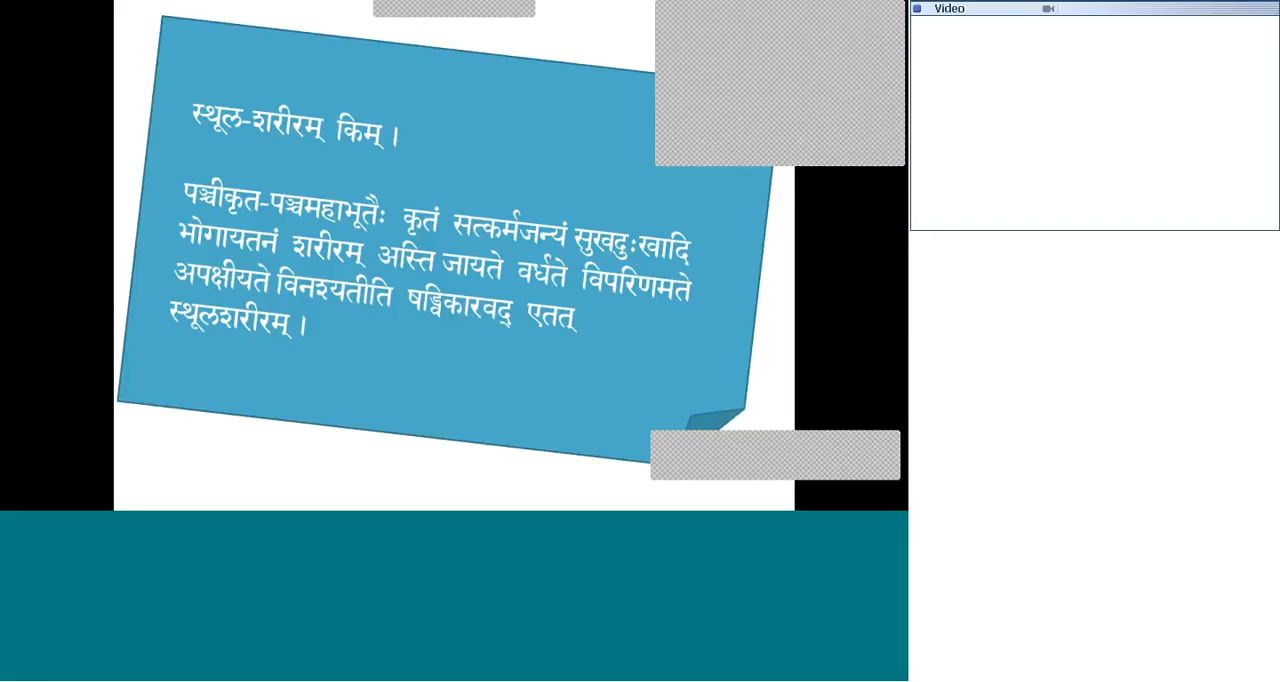 Video
स्थूल-शरीरम् किम् ।
पञ्चीकृत-पञ्चमहाभूतैः कृतं सत्कर्मजन्यं सुखदुःखादि
भोगायतनं शरीरम् अस्ति जायते वर्धते विपरिणमते
अपक्षीयते विनश्यतीति षड्विकारवद् एतत्
स्थूलशरीरम् ।